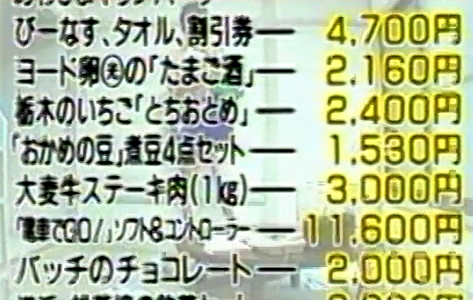 びーなす、タオル、割引券── 4,700円
ヨード卵㊌の「たまご酒」── 2,160円
栃木のいちご「とちおとめ」── 2,400円
「おかめの豆」煮豆4点セット── 1,530円
大麦牛ステーキ肉(1kg)── 3,000円
「電車でGO!」ソフト&コントローラー── 11,600円
バッチのチョコレート── 2,000円